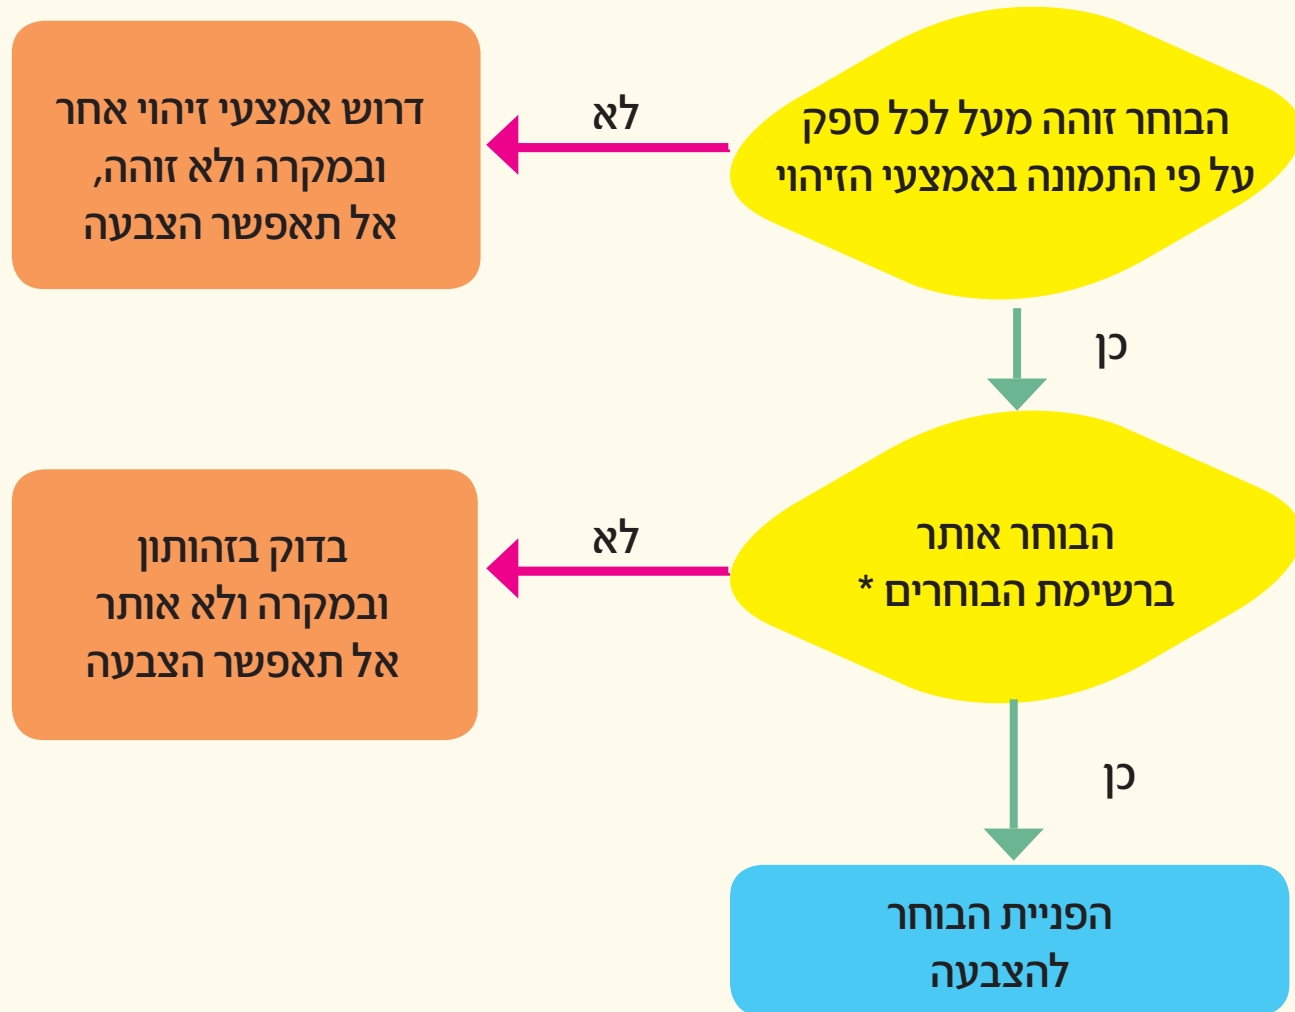 הבוחר זוהה מעל לכל ספק
על פי התמונה באמצעי הזיהוי
לא
דרוש אמצעי זיהוי אחר
ובמקרה ולא זוהה,
אל תאפשר הצבעה
כן
הבוחר אותר
ברשימת הבוחרים *
לא
בדוק בזהותון
ובמקרה ולא אותר
אל תאפשר הצבעה
כן
הפניית הבוחר
להצבעה